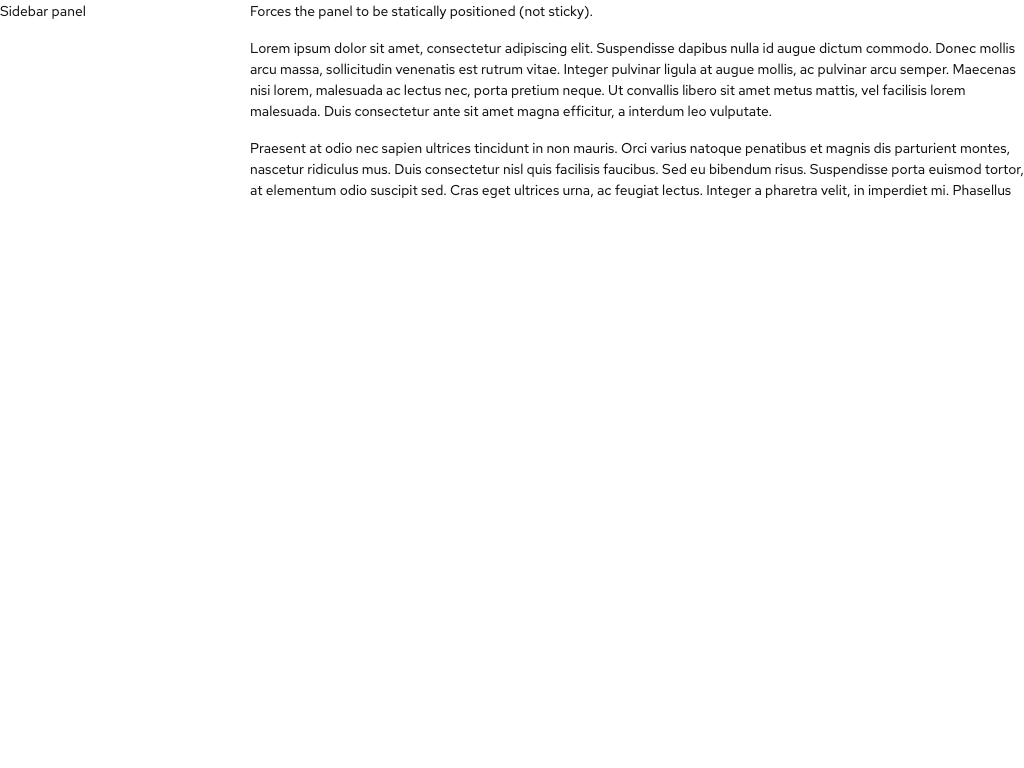 Sidebar panel
Forces the panel to be statically positioned (not sticky).
Lorem ipsum dolor sit amet, consectetur adipiscing elit. Suspendisse dapibus nulla id augue dictum commodo. Donec mollis
arcu massa, sollicitudin venenatis est rutrum vitae. Integer pulvinar ligula at augue mollis, ac pulvinar arcu semper. Maecenas
nisi lorem, malesuada ac lectus nec, porta pretium neque. Ut convallis libero sit amet metus mattis, vel facilisis lorem
malesuada. Duis consectetur ante sit amet magna efficitur, a interdum leo vulputate.
Praesent at odio nec sapien ultrices tincidunt in non mauris. Orci varius natoque penatibus et magnis dis parturient montes,
nascetur ridiculus mus. Duis consectetur nisl quis facilisis faucibus. Sed eu bibendum risus. Suspendisse porta euismod tortor,
at elementum odio suscipit sed. Cras eget ultrices urna, ac feugiat lectus. Integer a pharetra velit, in imperdiet mi. Phasellus